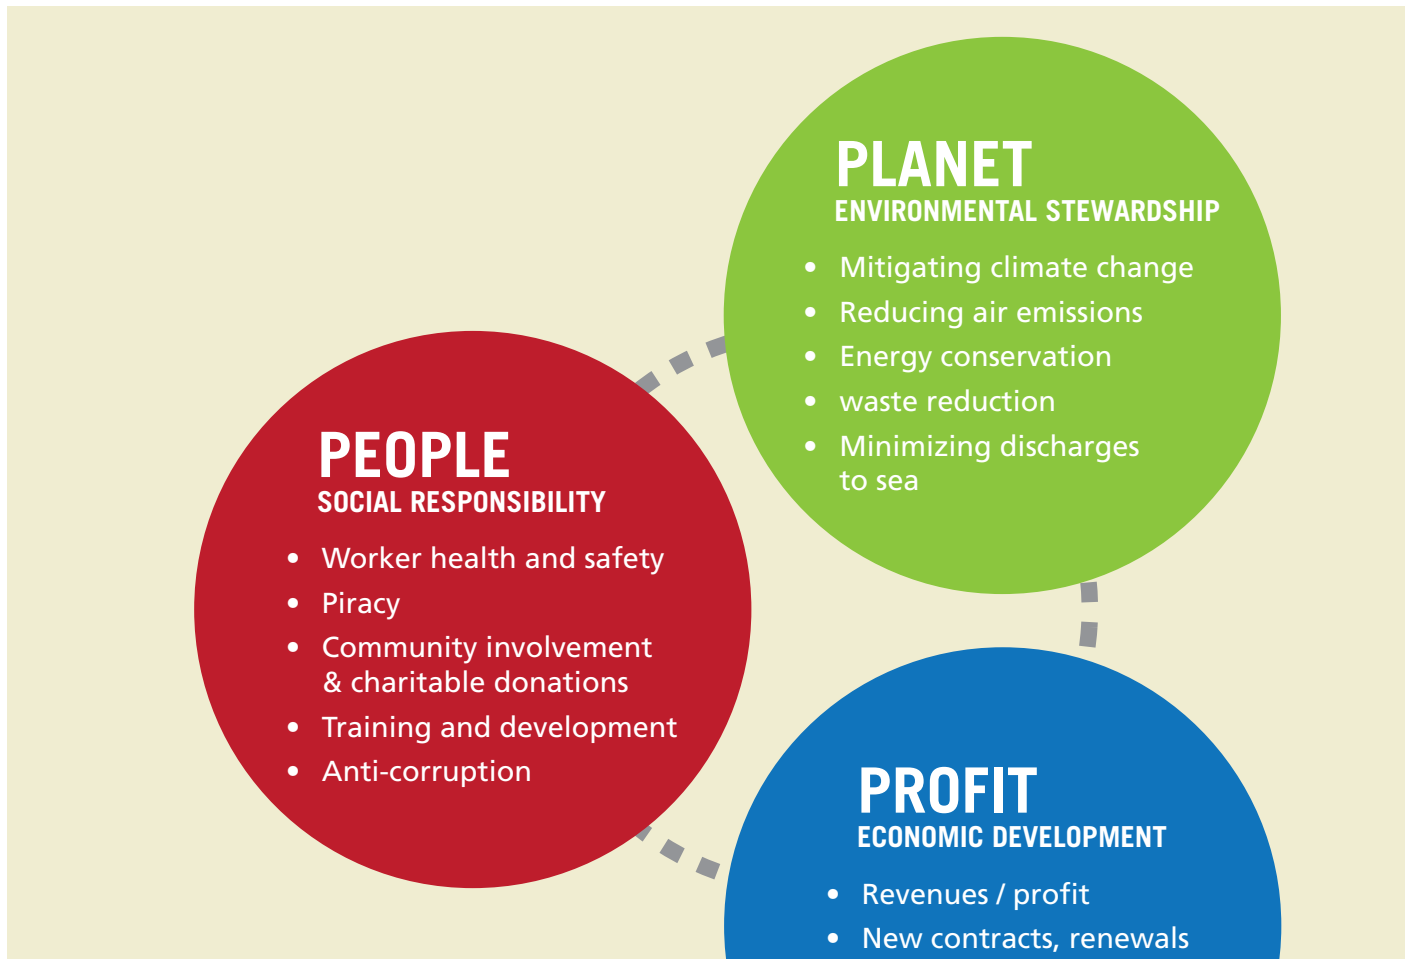 PLANET
ENVIRONMENTAL STEWARDSHIP
• Mitigating climate change
• Reducing air emissions
• Energy conservation
• waste reduction
• Minimizing discharges
to sea
PEOPLE
SOCIAL RESPONSIBILITY
• Worker health and safety
• Piracy
• Community involvement
& charitable donations
• Training and development
• Anti-corruption
PROFIT
ECONOMIC DEVELOPMENT
• Revenues / profit
• New contracts, renewals